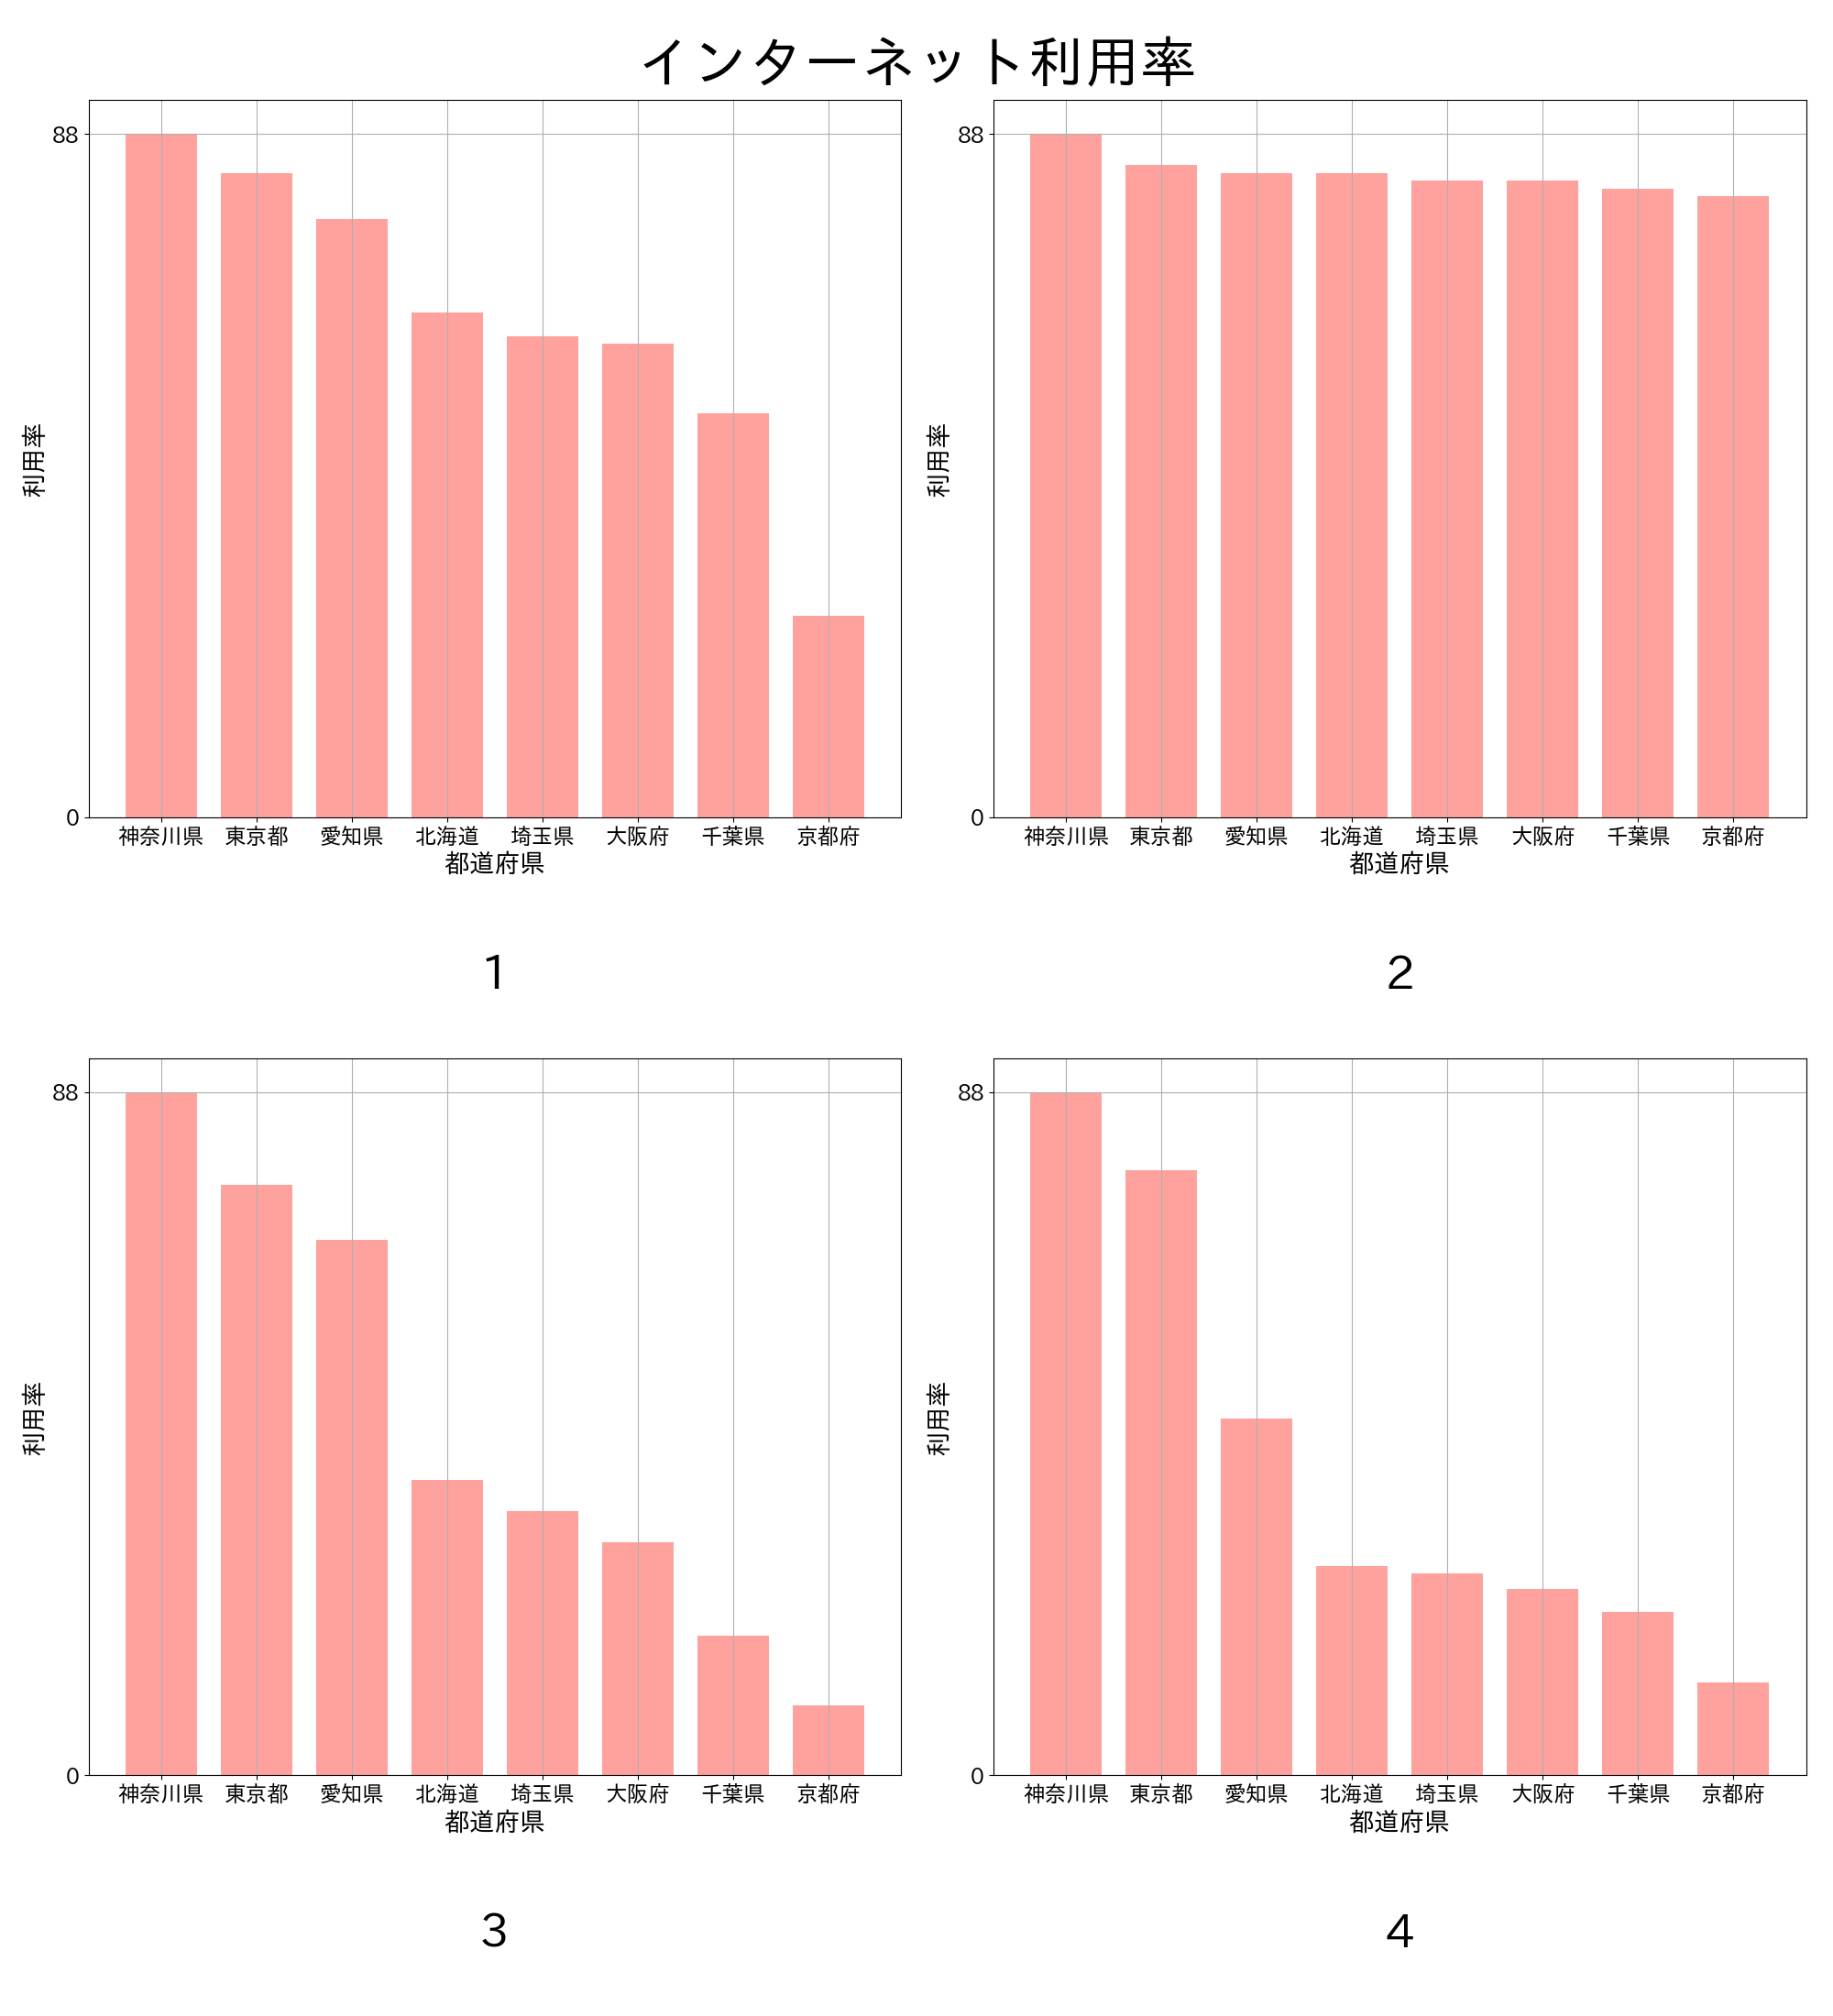 インターネット利用率
88
0
利用率
神奈川県 東京都 愛知県 北海道 埼玉県 大阪府 千葉県 京都府
都道府県
1
88
0
利用率
神奈川県 東京都 愛知県 北海道 埼玉県 大阪府 千葉県 京都府
都道府県
2
88
0
利用率
神奈川県 東京都 愛知県 北海道 埼玉県 大阪府 千葉県 京都府
都道府県
3
88
0
利用率
神奈川県 東京都 愛知県 北海道 埼玉県 大阪府 千葉県 京都府
都道府県
4